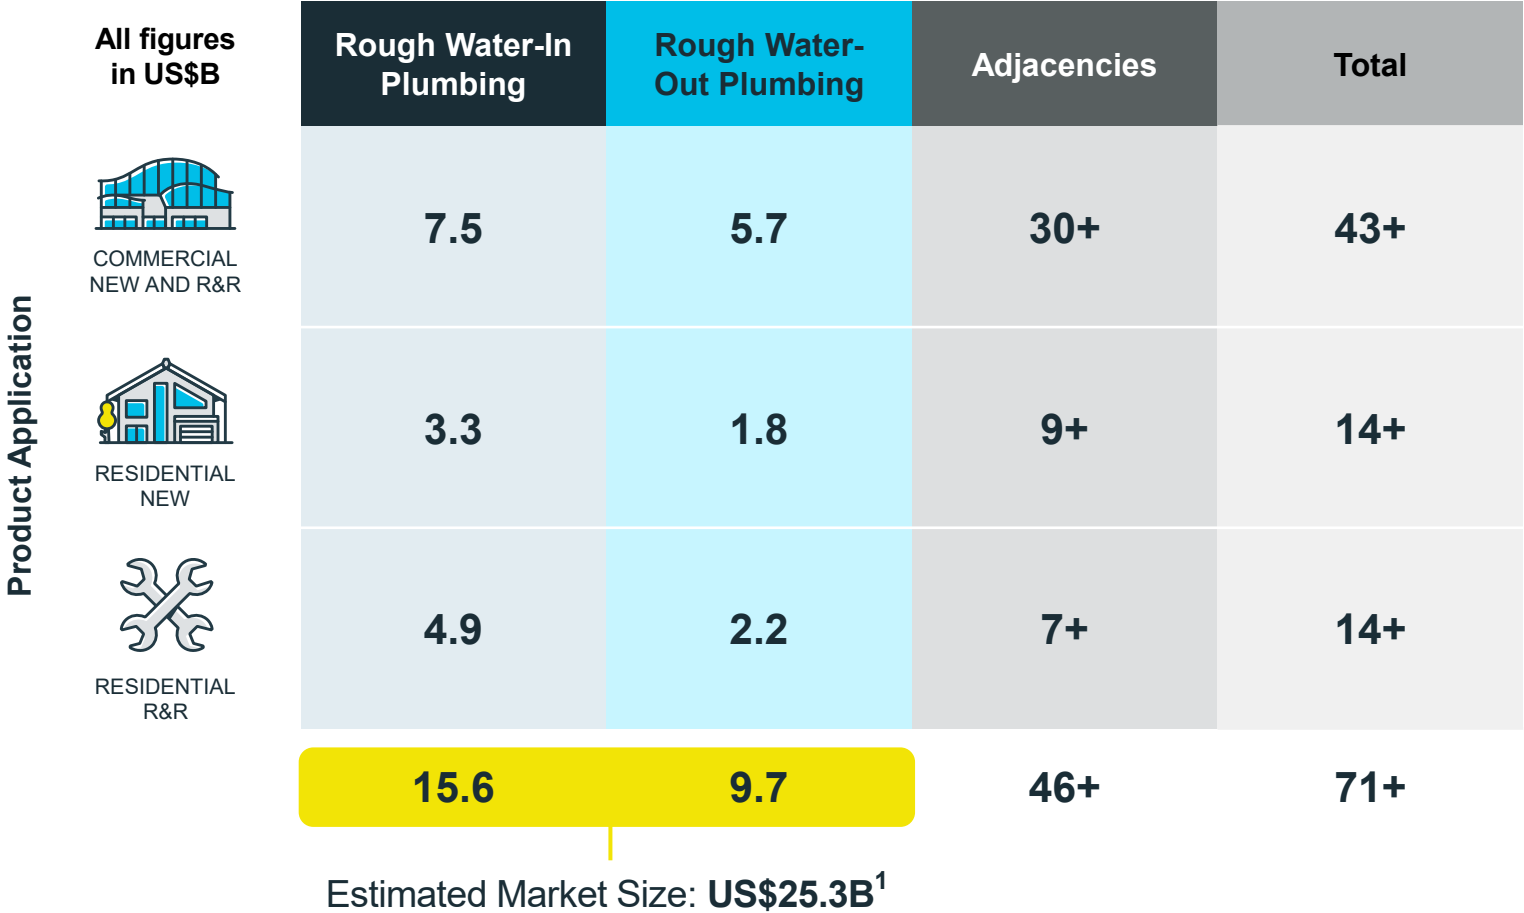 All figures
in US$B
Rough Water-In
Plumbing
Rough Water-
Out Plumbing
Adjacencies
Total
Product Application
COMMERCIAL
NEW AND R&R
7.5
5.7
30+
43+
RESIDENTIAL
NEW
3.3
1.8
9+
14+
RESIDENTIAL
R&R
4.9
2.2
7+
14+
15.6
9.7
46+
71+
Estimated Market Size: US$25.3B¹